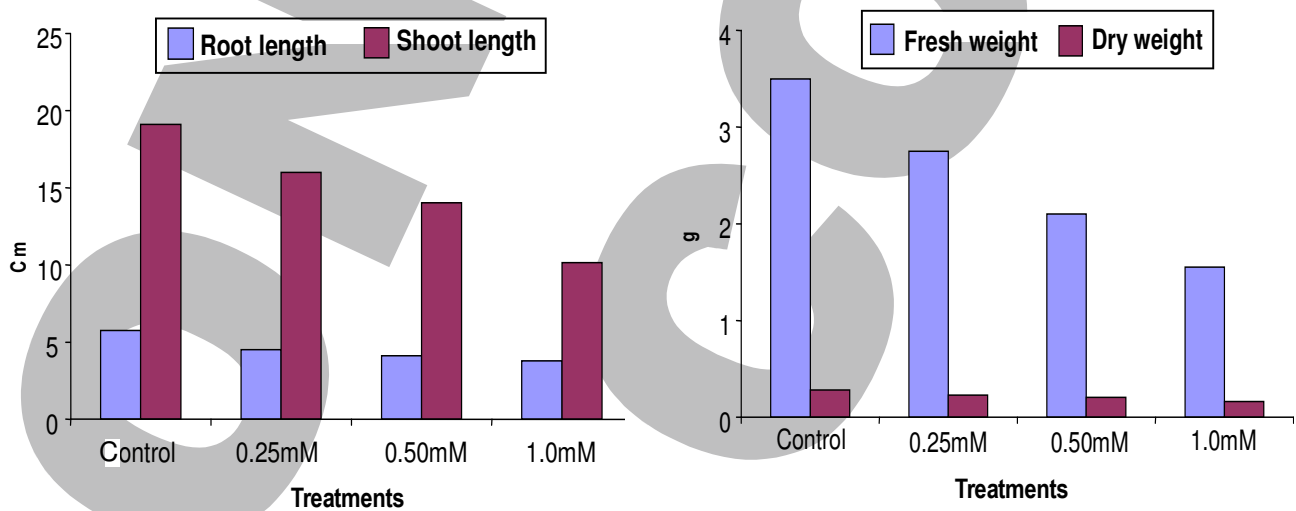 Root length Shoot length
25
20
15
10
5
0
C m
Control 0.25mM 0.50mM 1.0mM
Treatments
Fresh weight Dry weight
4
3
2
1
0
g
Control 0.25mM 0.50mM 1.0mM
Treatments